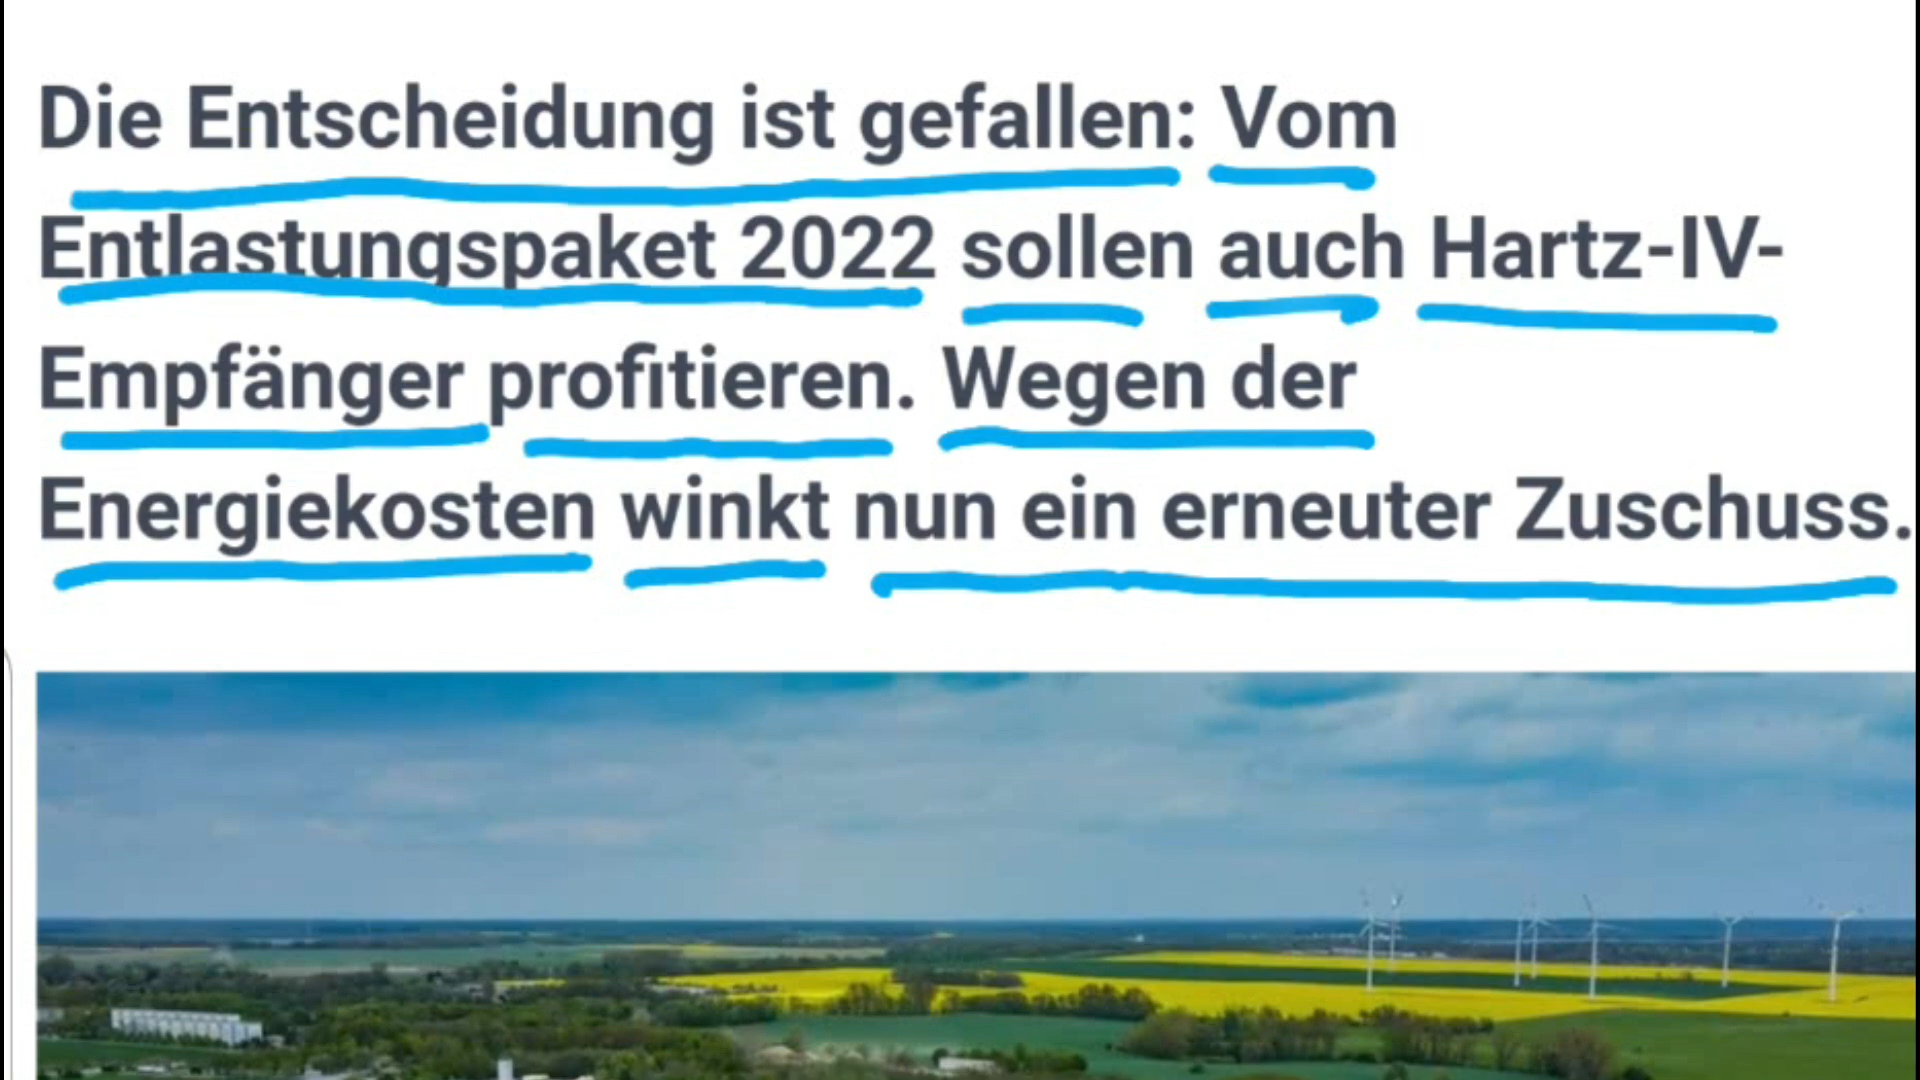 Die Entscheidung ist gefallen: Vom
Entlastungspaket 2022 sollen auch Hartz-IV-
Empfänger profitieren. Wegen der
Energiekosten winkt nun ein erneuter Zuschuss.